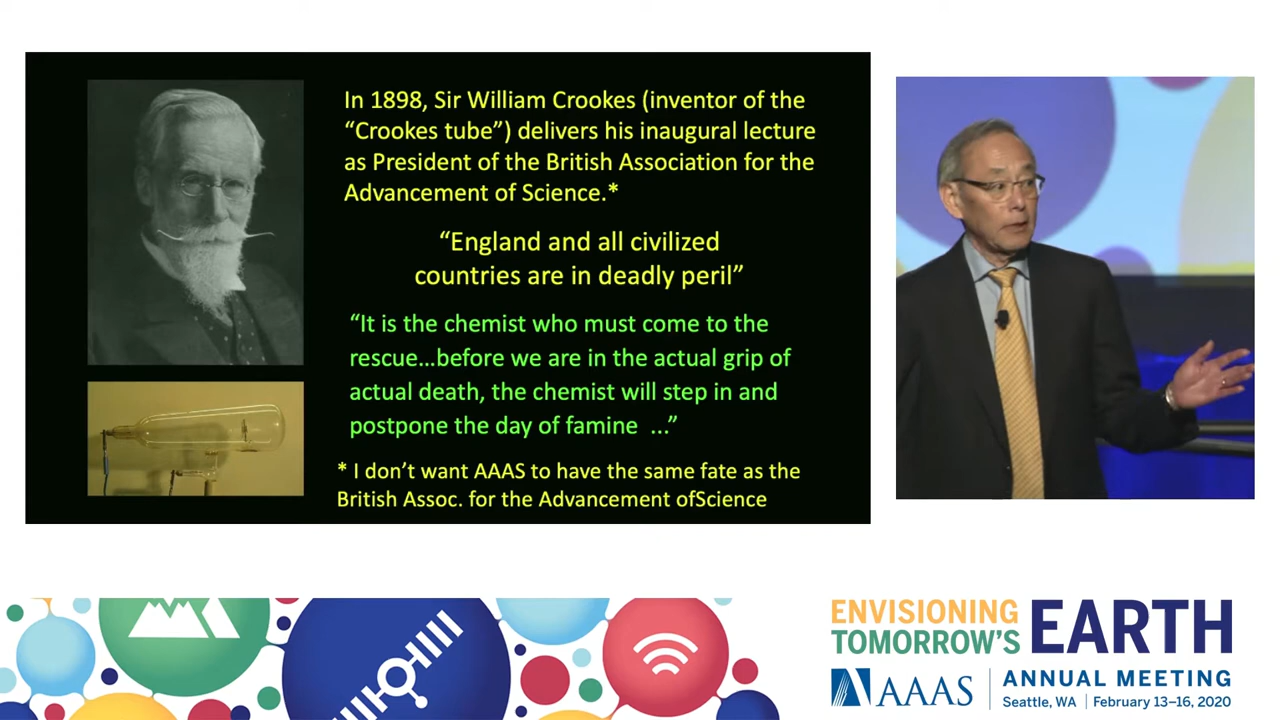 In 1898, Sir William Crookes (inventor of the
“Crookes tube”) delivers his inaugural lecture
as President of the British Association for the
Advancement of Science.*
“England and all civilized
countries are in deadly peril”
“It is the chemist who must come to the
rescue...before we are in the actual grip of
actual death, the chemist will step in and
postpone the day of famine ...”
* I don’t want AAAS to have the same fate as the
British Assoc. for the Advancement ofScience
ENVISIONING
TOMORROW’S
EARTH
AAAS
ANNUAL MEETING
Seattle, WA | February 13–16, 2020